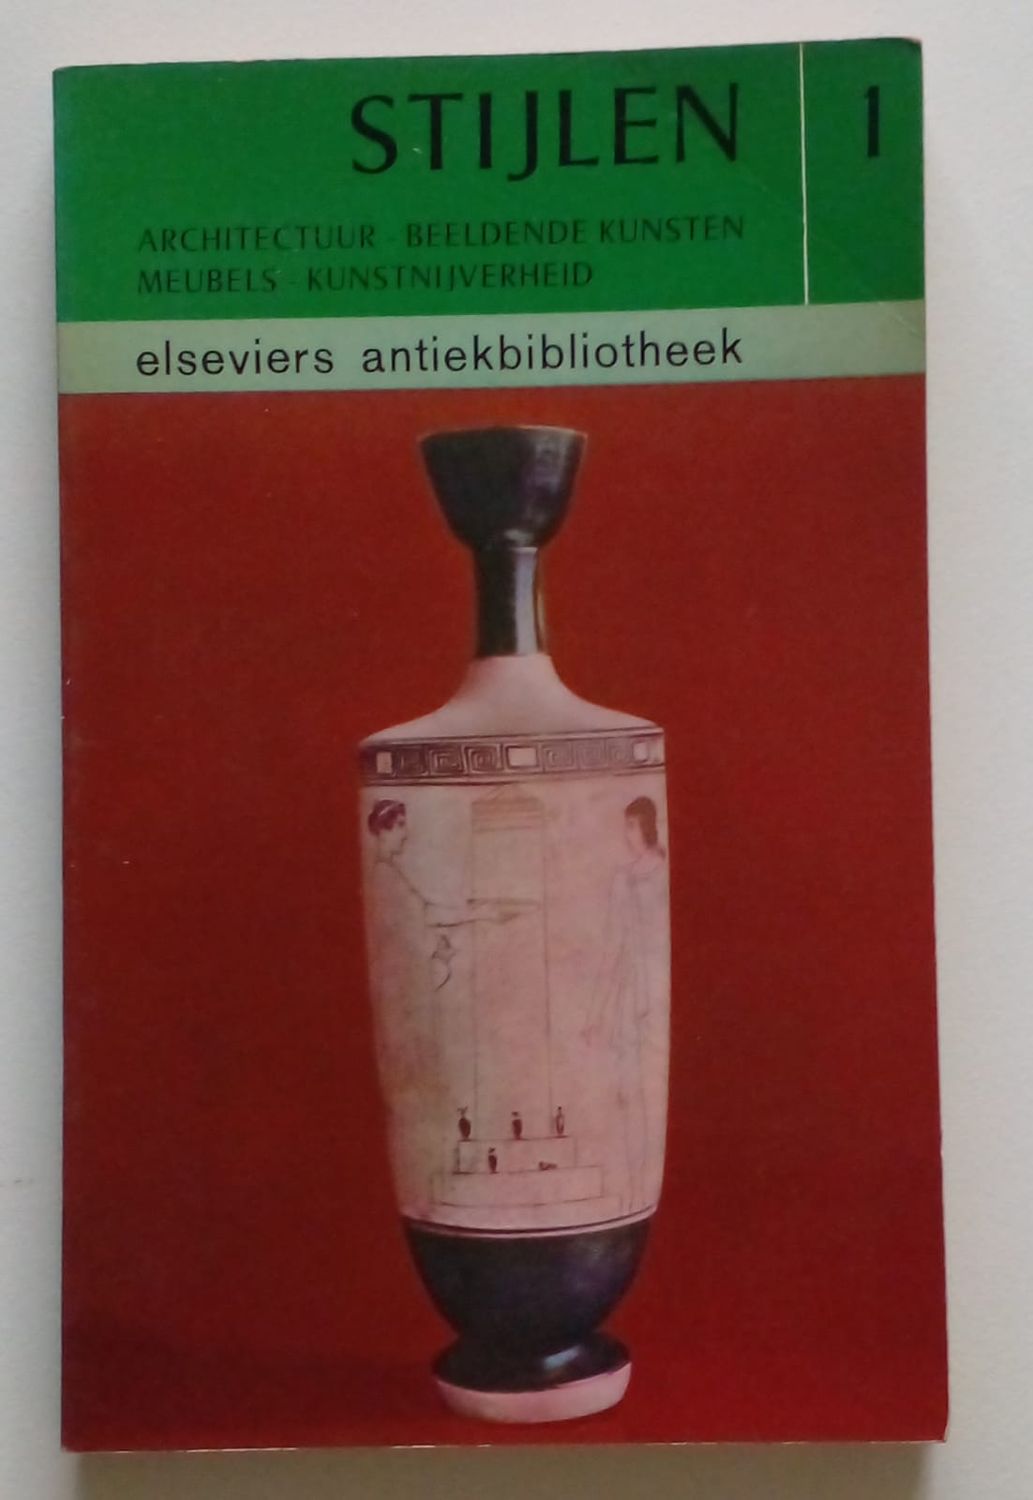 STIJLEN 1
ARCHITECTUUR - BEELDENDE KUNSTEN
MEUBELS - KUNSTNIJVERHEID
elseviers antiekbibliotheek